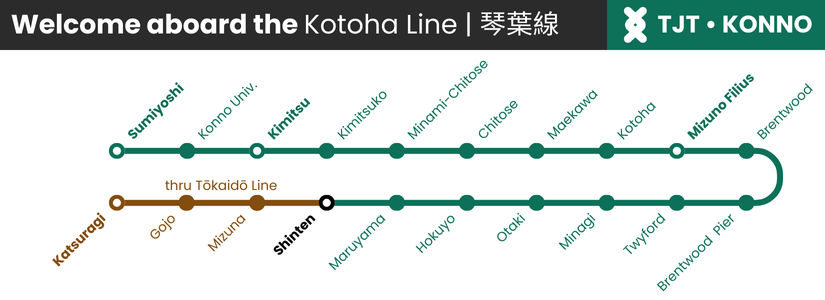 Welcome aboard the Kotoha Line | 琴葉線
TJT • KONNO
Sumiyoshi
Konno Univ.
Kimitsu
Kimitsuko
Minami-Chitose
Chitose
Maekawa
Kotoha
Mizuno Filius
Brentwood
thru Tōkaidō Line
Katsuragi
Gojo
Mizuna
Shinten
Maruyama
Hokuyo
Otaki
Minagi
Twyford
Brentwood Pier